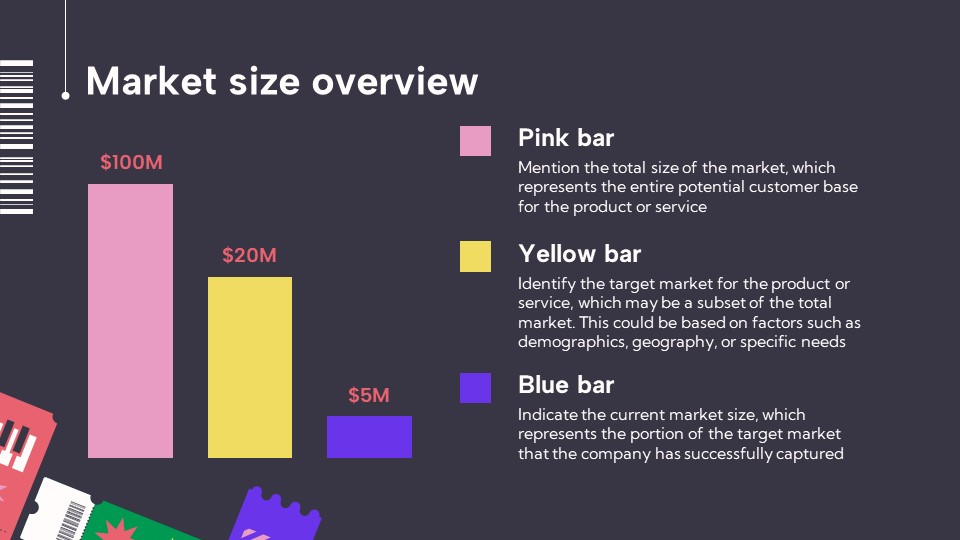 Market size overview
$100M
$20M
$5M
Pink bar
Mention the total size of the market, which
represents the entire potential customer base
for the product or service
Yellow bar
Identify the target market for the product or
service, which may be a subset of the total
market. This could be based on factors such as
demographics, geography, or specific needs
Blue bar
Indicate the current market size, which
represents the portion of the target market
that the company has successfully captured